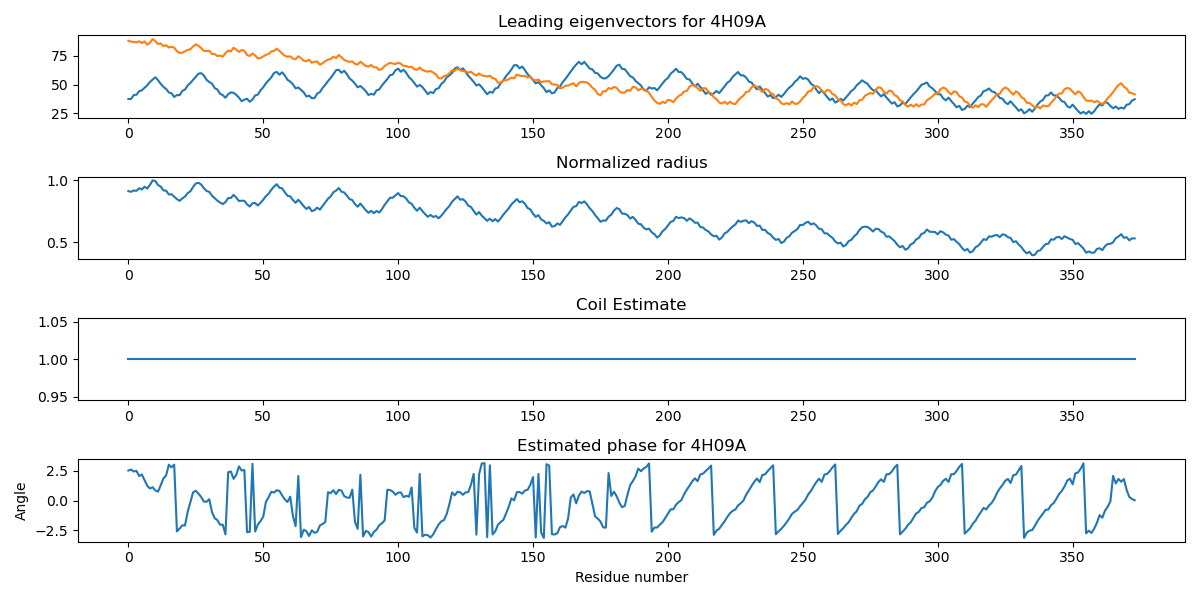 Leading eigenvectors for 4H09A
75
50
25
0 50 100 150 200 250 300 350
Normalized radius
1.0
0.5
0 50 100 150 200 250 300 350
Coil Estimate
1.05
1.00
0.95
0 50 100 150 200 250 300 350
Estimated phase for 4H09A
Angle
2.5
0.0
−2.5
0 50 100 150 200 250 300 350
Residue number